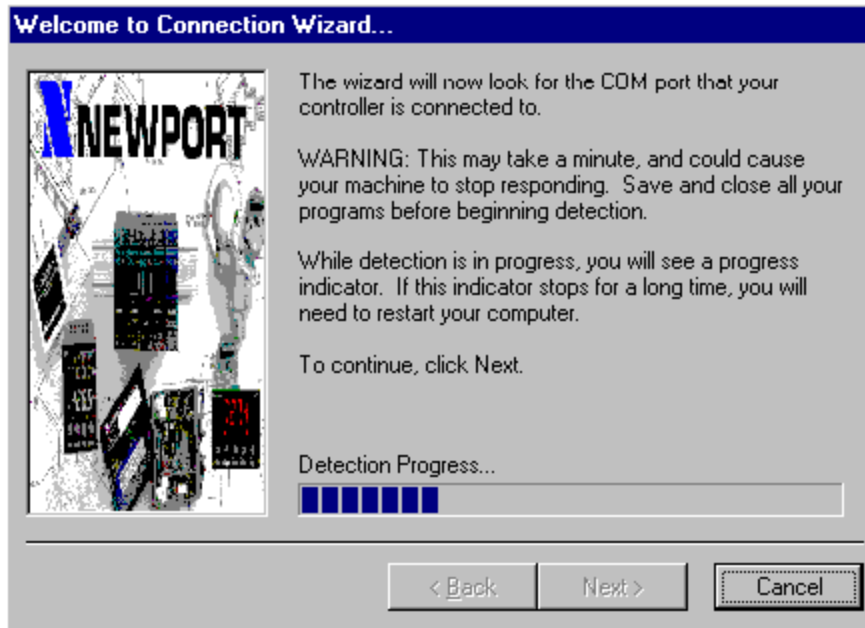 Welcome to Connection Wizard...
NEWPORT
The wizard will now look for the COM port that your
controller is connected to.
WARNING: This may take a minute, and could cause
your machine to stop responding. Save and close all your
programs before beginning detection.
While detection is in progress, you will see a progress
indicator. If this indicator stops for a long time, you will
need to restart your computer.
To continue, click Next.
Detection Progress...
< Back
Next >
Cancel